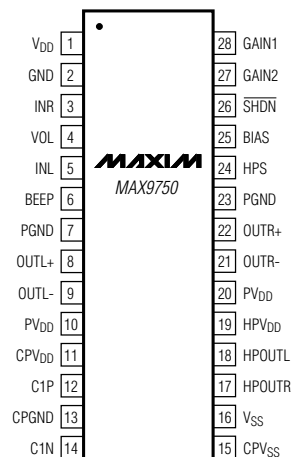 VDD 1
GND 2
INR 3
VOL 4
INL 5
BEEP 6
PGND 7
OUTL+ 8
OUTL- 9
PVDD 10
CPVDD 11
C1P 12
CPGND 13
C1N 14
MAXIM
MAX9750
28 GAIN1
27 GAIN2
26 SHDN
25 BIAS
24 HPS
23 PGND
22 OUTR+
21 OUTR-
20 PVDD
19 HPVDD
18 HPOUTL
17 HPOUTR
16 VSS
15 CPVSS